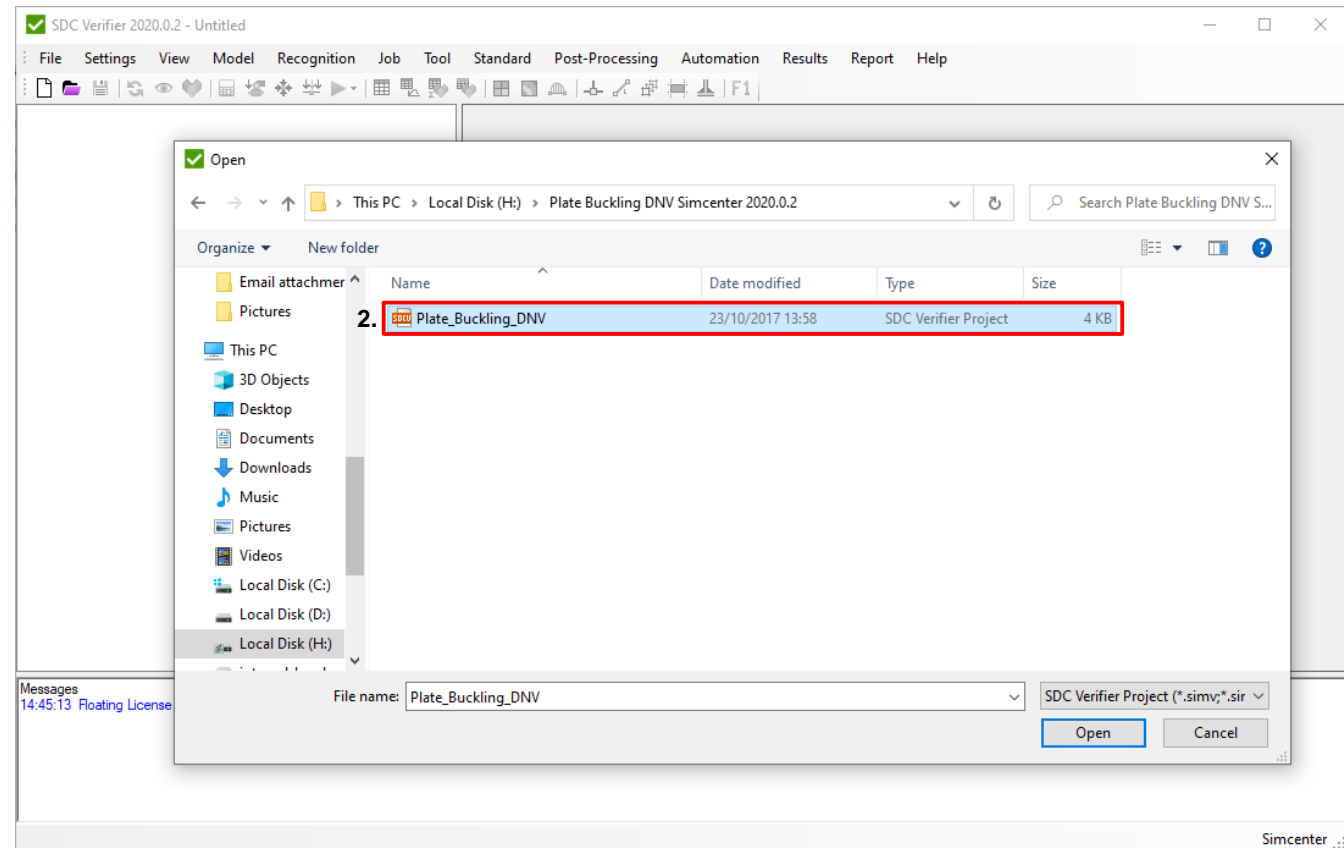 SDC Verifier 2020.0.2 - Untitled
File Settings View Model Recognition Job Tool Standard Post-Processing Automation Results Report Help
F1
Open
This PC > Local Disk (H:) > Plate Buckling DNV Simcenter 2020.0.2
Search Plate Buckling DNV S...
Organize New folder
Name Date modified Type Size
Email attachmer
Pictures
2. Plate_Buckling_DNV 23/10/2017 13:58 SDC Verifier Project 4 KB
This PC
3D Objects
Desktop
Documents
Downloads
Music
Pictures
Videos
Local Disk (C:)
Local Disk (D:)
Local Disk (H:)
Messages
14:45:13 Floating License
File name: Plate_Buckling_DNV SDC Verifier Project (*.simv;*.sir
Open Cancel
Simcenter